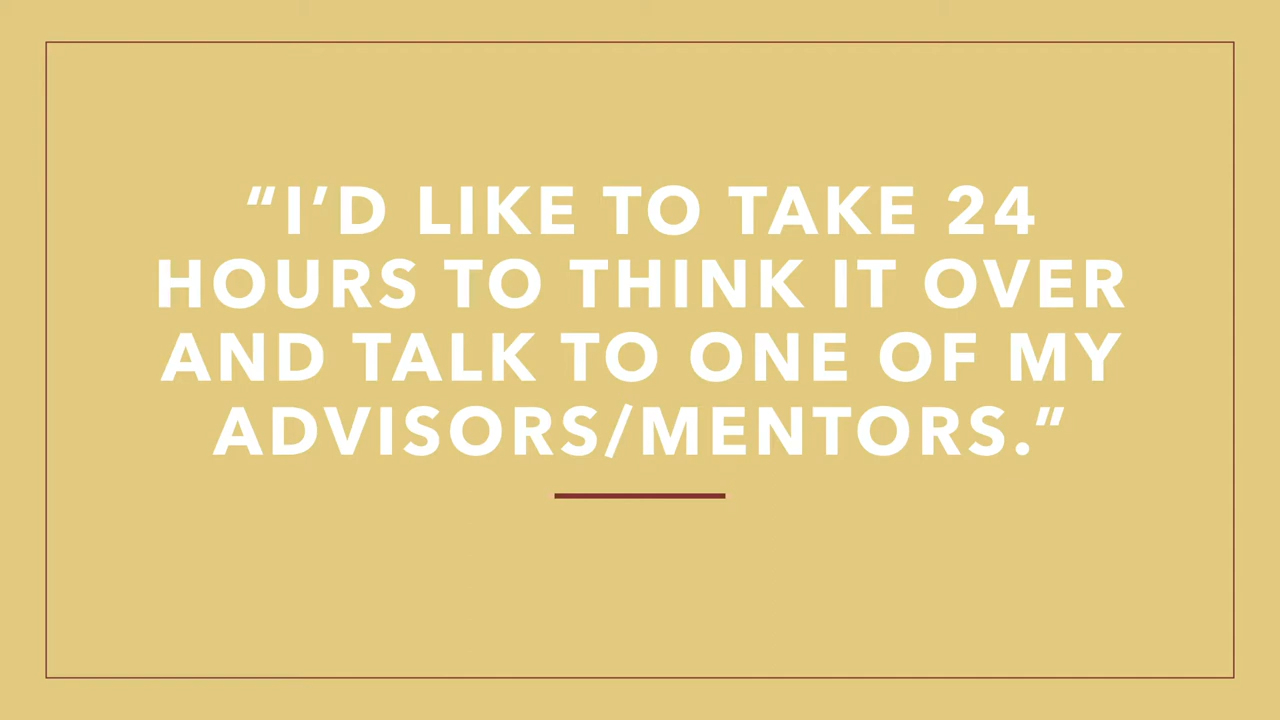 “I’D LIKE TO TAKE 24
HOURS TO THINK IT OVER
AND TALK TO ONE OF MY
ADVISORS/MENTORS.”